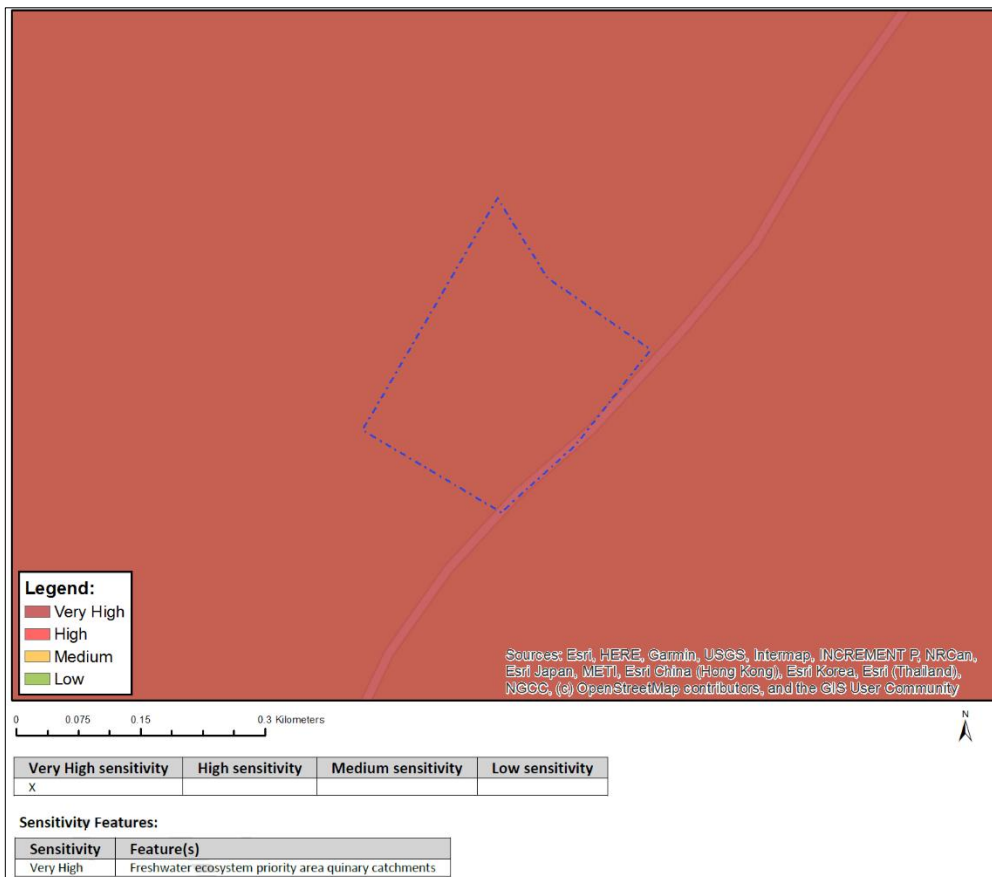 Legend:
Very High
High
Medium
Low
Sources: Esri, HERE, Garmin, USGS, Intermap, INCREMENT P, NRCan,
Esri Japan, METI, Esri China (Hong Kong), Esri Korea, Esri (Thailand),
NGCC, (c) OpenStreetMap contributors, and the GIS User Community
0 0.075 0.15 0.3 Kilometers
N
Very High sensitivity High sensitivity Medium sensitivity Low sensitivity
X
Sensitivity Features:
Sensitivity Feature(s)
Very High Freshwater ecosystem priority area quinary catchments